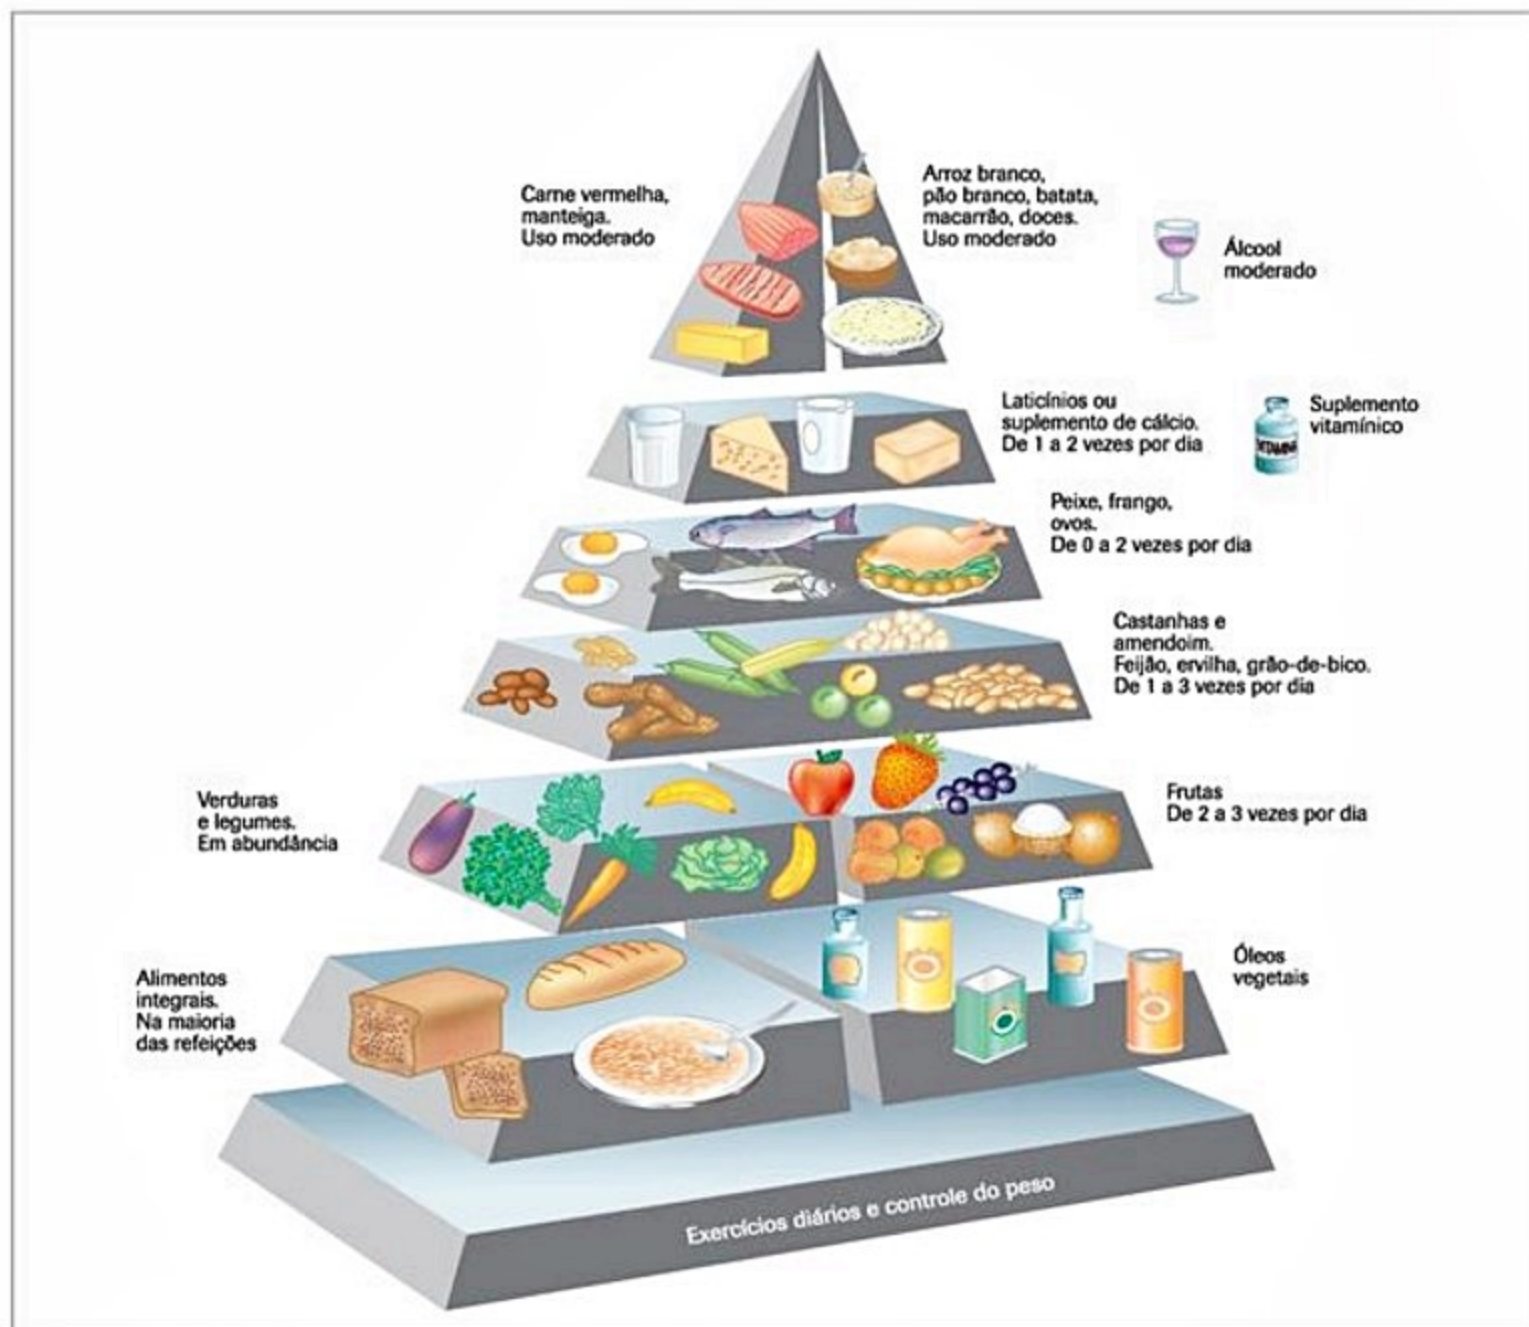 Carne vermelha,
manteiga.
Uso moderado
Arroz branco,
pão branco, batata,
macarrão, doces.
Uso moderado
Álcool
moderado
Laticínios ou
suplemento de cálcio.
De 1 a 2 vezes por dia
Suplemento
vitamínico
VITAMINA
Peixe, frango,
ovos.
De 0 a 2 vezes por dia
Castanhas e
amendoim.
Feijão, ervilha, grão-de-bico.
De 1 a 3 vezes por dia
Verduras
e legumes.
Em abundância
Frutas
De 2 a 3 vezes por dia
Alimentos
integrais.
Na maioria
das refeições
Óleos
vegetais
Exercícios diários e controle do peso